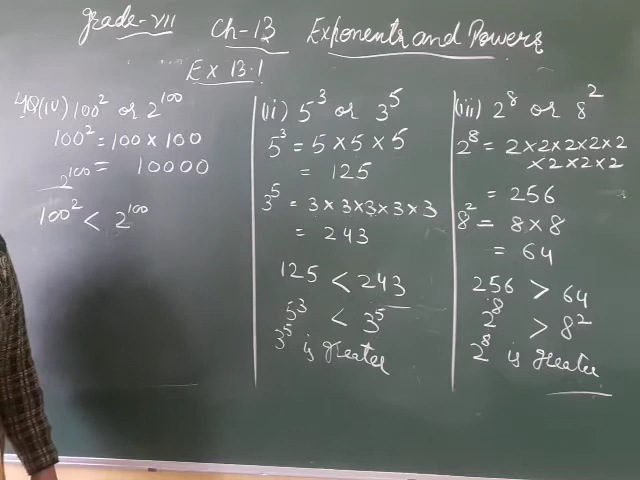 Grade-VII Ch-13 Exponents and Powers
Ex 13.1
4Q(iv) 100² or 2¹⁰⁰
100² = 100 × 100
= 10000
2¹⁰⁰
100² < 2¹⁰⁰
(ii) 5³ or 3⁵
5³ = 5 × 5 × 5
= 125
3⁵ = 3 × 3 × 3 × 3 × 3
= 243
125 < 243
5³ < 3⁵
3⁵ is greater
(iii) 2⁸ or 8²
2⁸ = 2 × 2 × 2 × 2 × 2
× 2 × 2 × 2
= 256
8² = 8 × 8
= 64
256 > 64
2⁸ > 8²
2⁸ is greater